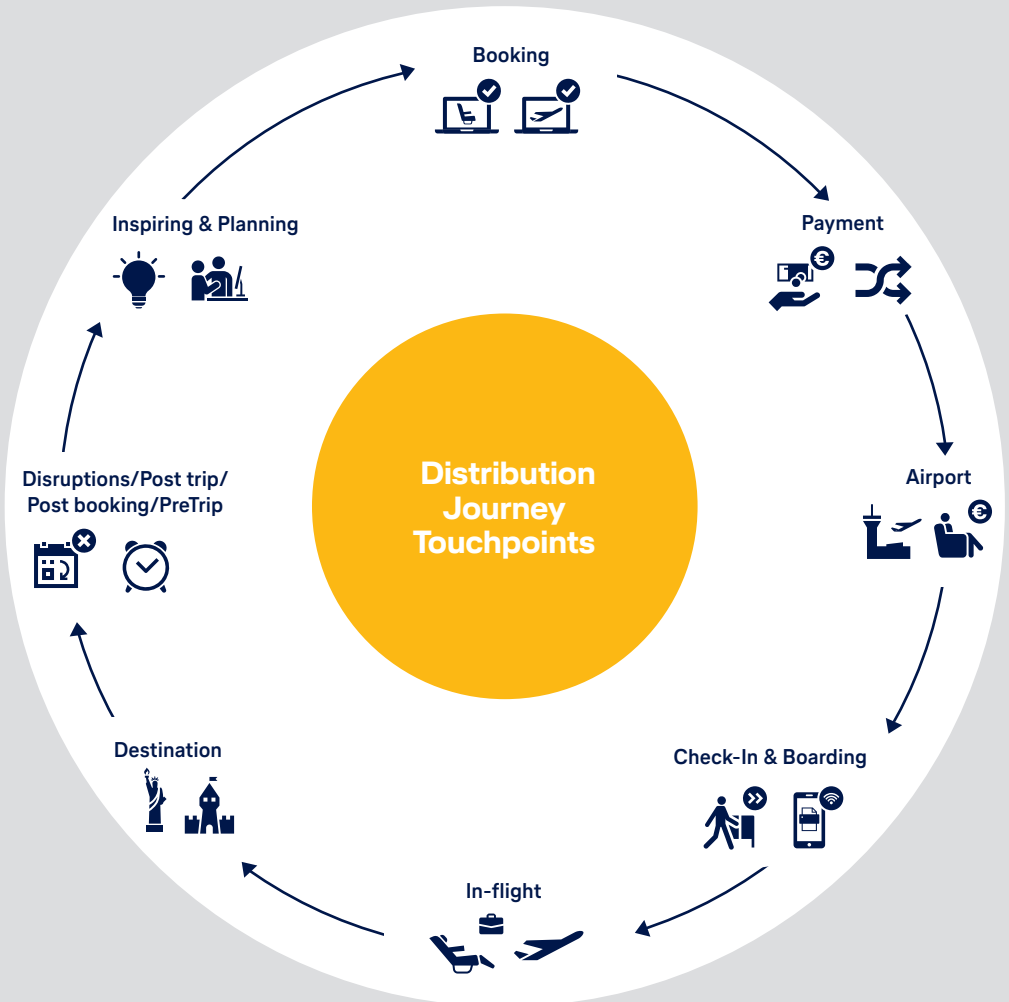 Booking
Payment
Airport
Check-In & Boarding
In-flight
Destination
Disruptions/Post trip/
Post booking/PreTrip
Inspiring & Planning
Distribution
Journey
Touchpoints
€
€